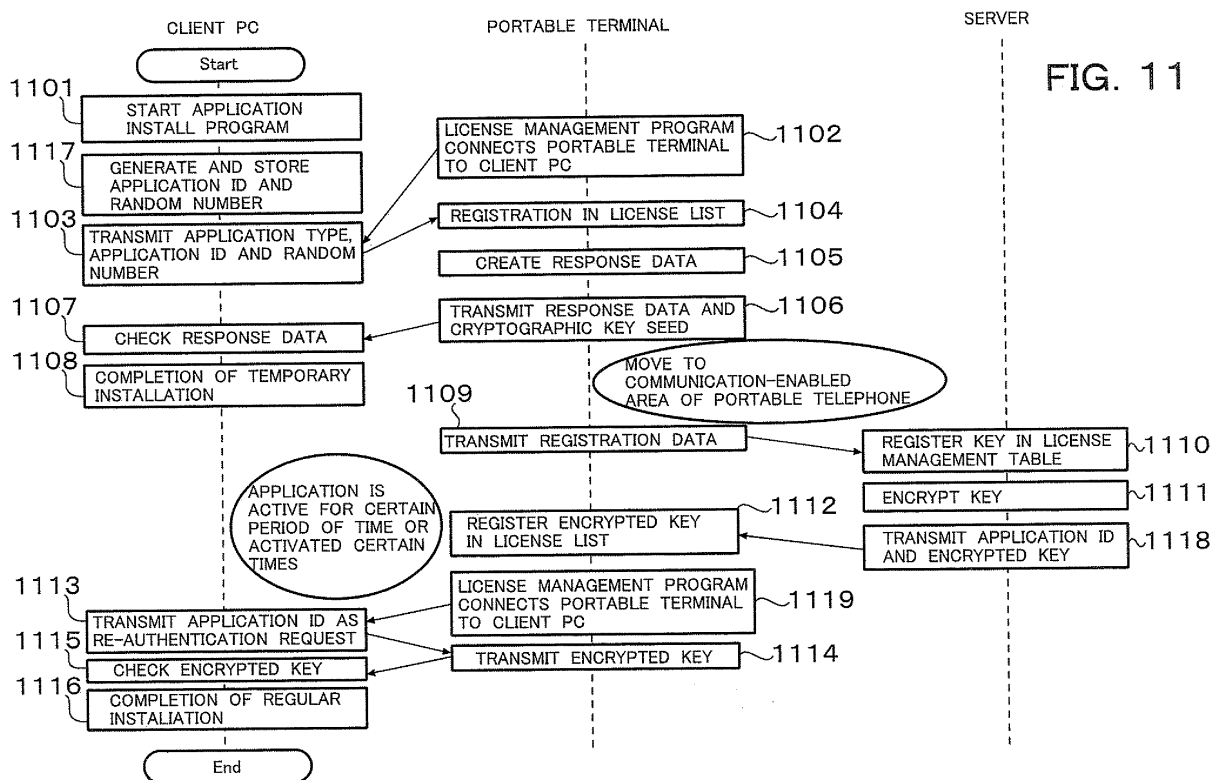 CLIENT PC
PORTABLE TERMINAL
SERVER
FIG. 11
Start
1101
START APPLICATION
INSTALL PROGRAM
1117
GENERATE AND STORE
APPLICATION ID AND
RANDOM NUMBER
LICENSE MANAGEMENT PROGRAM
CONNECTS PORTABLE TERMINAL
TO CLIENT PC
1102
1103
TRANSMIT APPLICATION TYPE,
APPLICATION ID AND RANDOM
NUMBER
REGISTRATION IN LICENSE LIST
1104
CREATE RESPONSE DATA
1105
TRANSMIT RESPONSE DATA AND
CRYPTOGRAPHIC KEY SEED
1106
1107
CHECK RESPONSE DATA
1108
COMPLETION OF TEMPORARY
INSTALLATION
MOVE TO
COMMUNICATION-ENABLED
AREA OF PORTABLE TELEPHONE
1109
TRANSMIT REGISTRATION DATA
REGISTER KEY IN LICENSE
MANAGEMENT TABLE
1110
ENCRYPT KEY
1111
APPLICATION IS
ACTIVE FOR CERTAIN
PERIOD OF TIME OR
ACTIVATED CERTAIN
TIMES
REGISTER ENCRYPTED KEY
IN LICENSE LIST
1112
TRANSMIT APPLICATION ID
AND ENCRYPTED KEY
1118
LICENSE MANAGEMENT PROGRAM
CONNECTS PORTABLE TERMINAL
TO CLIENT PC
1119
1113
TRANSMIT APPLICATION ID AS
RE-AUTHENTICATION REQUEST
TRANSMIT ENCRYPTED KEY
1114
1115
CHECK ENCRYPTED KEY
1116
COMPLETION OF REGULAR
INSTALIATION
End